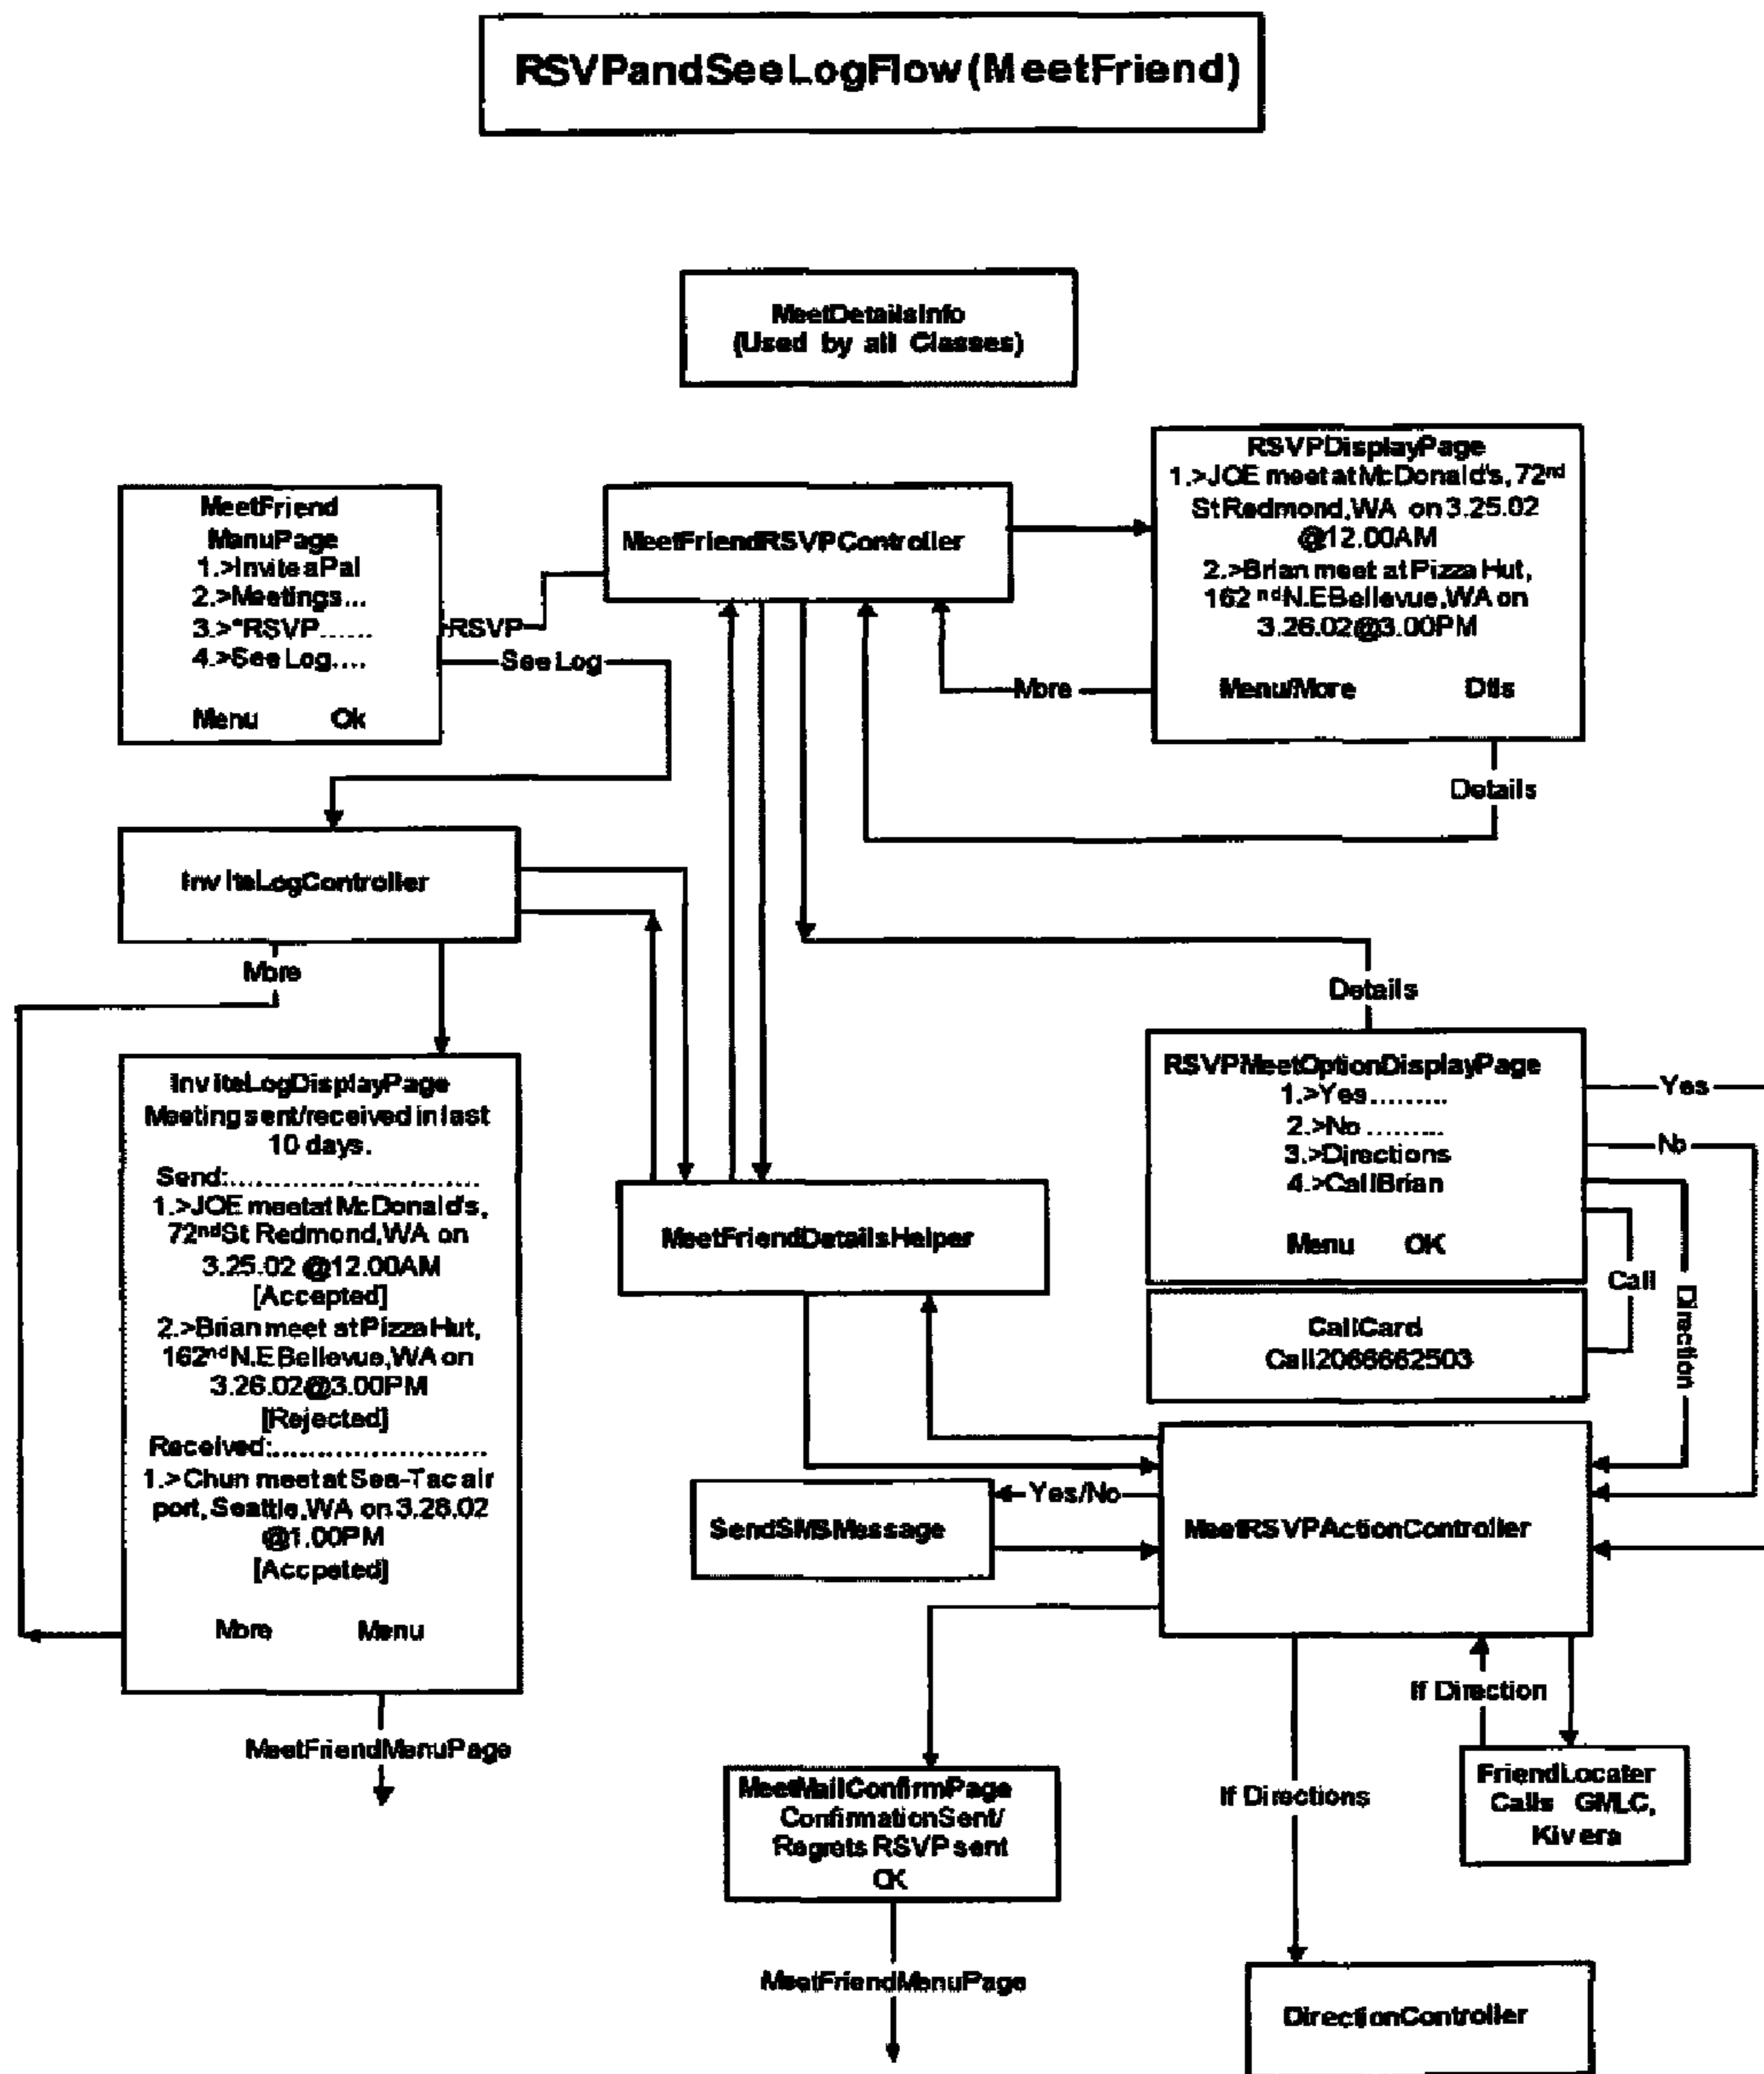 RSVPandSeeLogFlow(MeetFriend)
MeetDetailsInfo
(Used by all Classes)
MeetFriend
ManuPage
1.>InviteaPal
2.>Meetings...
3.>*RSVP......
4.>See Log....
Menu Ok
RSVP
See Log
MeetFriendRSVPController
RSVPDisplayPage
1.>JOE meet at McDonald's, 72nd
St Redmond, WA on 3.25.02
@12.00AM
2.>Brian meet at Pizza Hut,
162nd N.E Bellevue, WA on
3.26.02@3.00PM
Menu/More Dtls
More
Details
InviteLogController
More
Details
InviteLogDisplayPage
Meeting sent/received in last
10 days.
Send:............................
1.>JOE meet at McDonald's,
72nd St Redmond, WA on
3.25.02 @12.00AM
[Accepted]
2.>Brian meet at Pizza Hut,
162nd N.E Bellevue, WA on
3.26.02@3.00PM
[Rejected]
Received:........................
1.>Chun meet at Sea-Tac air
port, Seattle, WA on 3.28.02
@1.00PM
[Accpeted]
More Menu
MeetFriendMenuPage
MeetFriendDetailsHelper
RSVPMeetOptionDisplayPage
1.>Yes.........
2.>No .........
3.>Directions
4.>CallBrian
Menu OK
Yes
No
Call
Direction
CallCard
Call2066662503
SendSMSMessage
Yes/No
MeetRSVPActionController
If Direction
If Directions
MeetMailConfirmPage
ConfirmationSent/
Regrets RSVP sent
OK
MeetFriendMenuPage
FriendLocater
Calls GMLC,
Kivera
DirectionController